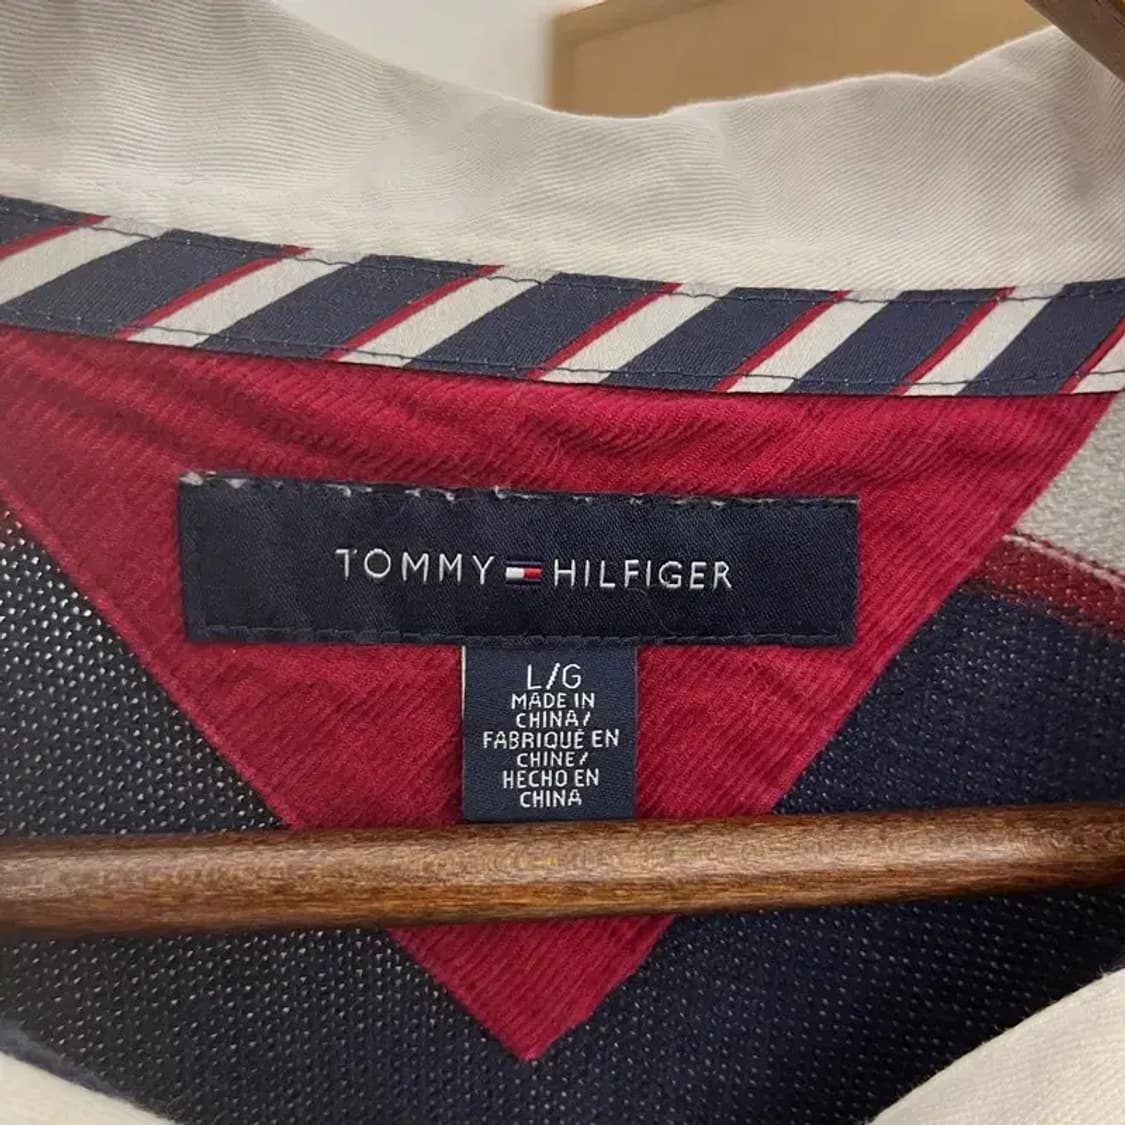 TOMMY HILFIGER
L/G
MADE IN
CHINA/
FABRIQUÉ EN
CHINE/
HECHO EN
CHINA